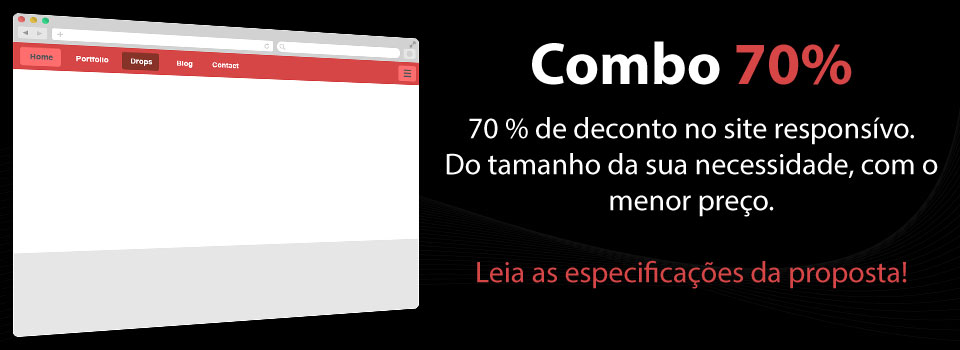 Home Portfolio Drops Blog Contact
Combo 70%
70 % de deconto no site responsívo.
Do tamanho da sua necessidade, com o
menor preço.
Leia as especificações da proposta!